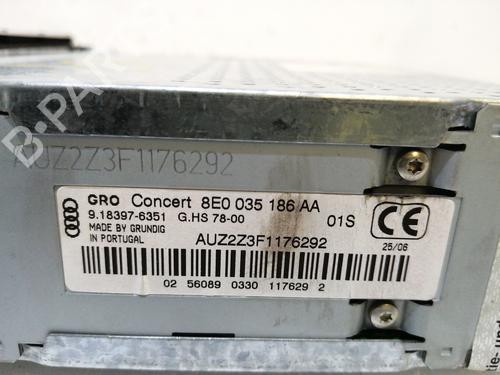 B-PARTS
AUZ2Z3F1176292
GRO Concert 8E0 035 186 AA
9.18397-6351 G.HS 78-00 01S
MADE BY GRUNDIG
IN PORTUGAL
AUZ2Z3F1176292
CE
25/06
02 56089 0330 117629 2